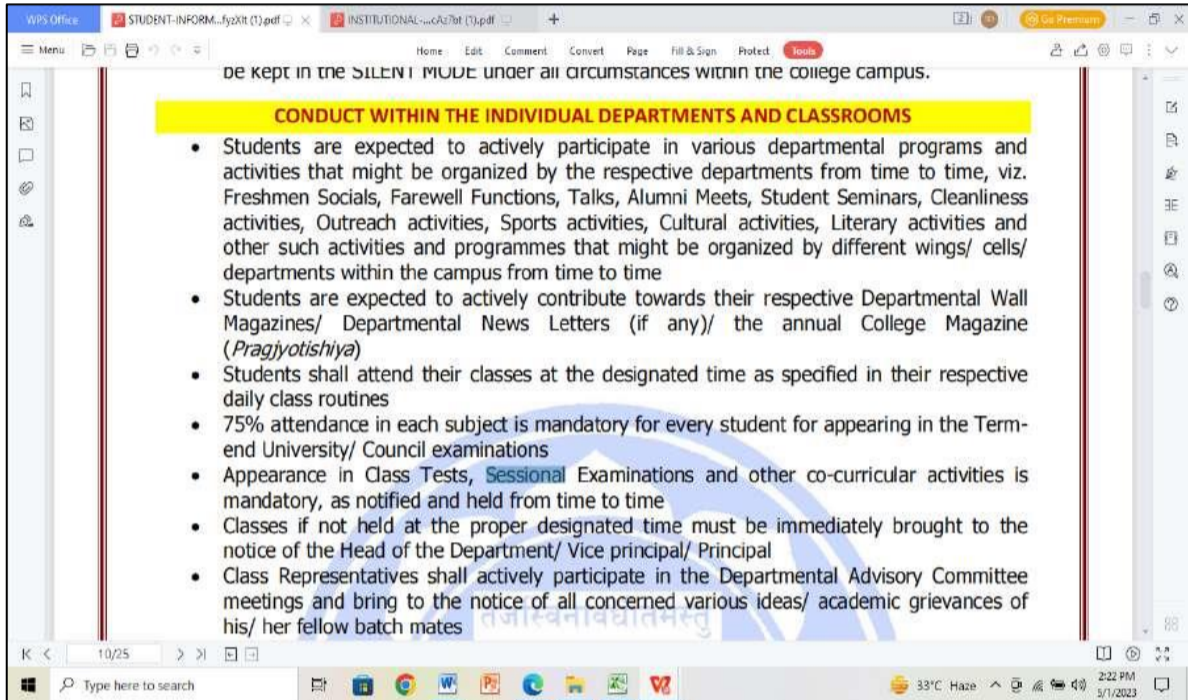 WPS Office
STUDENT-INFORM...fyzXIt (1).pdf
INSTITUTIONAL-...cAz7bt (1).pdf
Go Premium
Menu
Home Edit Comment Convert Page Fill & Sign Protect Tools
be kept in the SILENT MODE under all circumstances within the college campus.
CONDUCT WITHIN THE INDIVIDUAL DEPARTMENTS AND CLASSROOMS
• Students are expected to actively participate in various departmental programs and
activities that might be organized by the respective departments from time to time, viz.
Freshmen Socials, Farewell Functions, Talks, Alumni Meets, Student Seminars, Cleanliness
activities, Outreach activities, Sports activities, Cultural activities, Literary activities and
other such activities and programmes that might be organized by different wings/ cells/
departments within the campus from time to time
• Students are expected to actively contribute towards their respective Departmental Wall
Magazines/ Departmental News Letters (if any)/ the annual College Magazine
(Pragjyotishiya)
• Students shall attend their classes at the designated time as specified in their respective
daily class routines
• 75% attendance in each subject is mandatory for every student for appearing in the Term-
end University/ Council examinations
• Appearance in Class Tests, Sessional Examinations and other co-curricular activities is
mandatory, as notified and held from time to time
• Classes if not held at the proper designated time must be immediately brought to the
notice of the Head of the Department/ Vice principal/ Principal
• Class Representatives shall actively participate in the Departmental Advisory Committee
meetings and bring to the notice of all concerned various ideas/ academic grievances of
his/ her fellow batch mates
10/25
Type here to search
33°C Haze
2:22 PM
5/1/2023